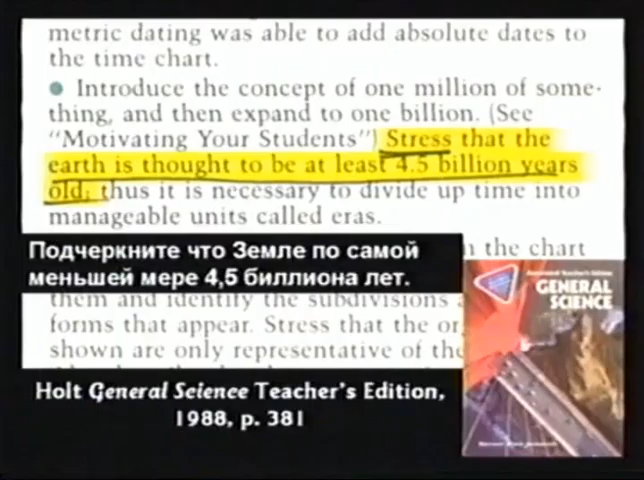 metric dating was able to add absolute dates to
the time chart.
● Introduce the concept of one million of some-
thing, and then expand to one billion. (See
"Motivating Your Students") Stress that the
earth is thought to be at least 4.5 billion years
old; thus it is necessary to divide up time into
manageable units called eras.
the chart
Подчеркните что Земле по самой
меньшей мере 4,5 биллиона лет.
them and identify the subdivisions
forms that appear. Stress that the
shown are only representative of the
Annotated Teacher's Edition
GENERAL
SCIENCE
Holt General Science Teacher's Edition,
1988, p. 381